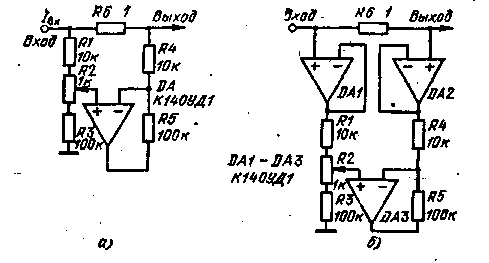 Iвх
R6 1
Выход
Вход
R1
10к
R4
10к
R2
1к
DA
К140УД1
R3
100к
R5
100к
а)
Вход
R6 1
Выход
DA1
DA2
R1
10к
R4
10к
DA1 - DA3
К140УД1
R2
1к
R3
100к
DA3
R5
100к
б)